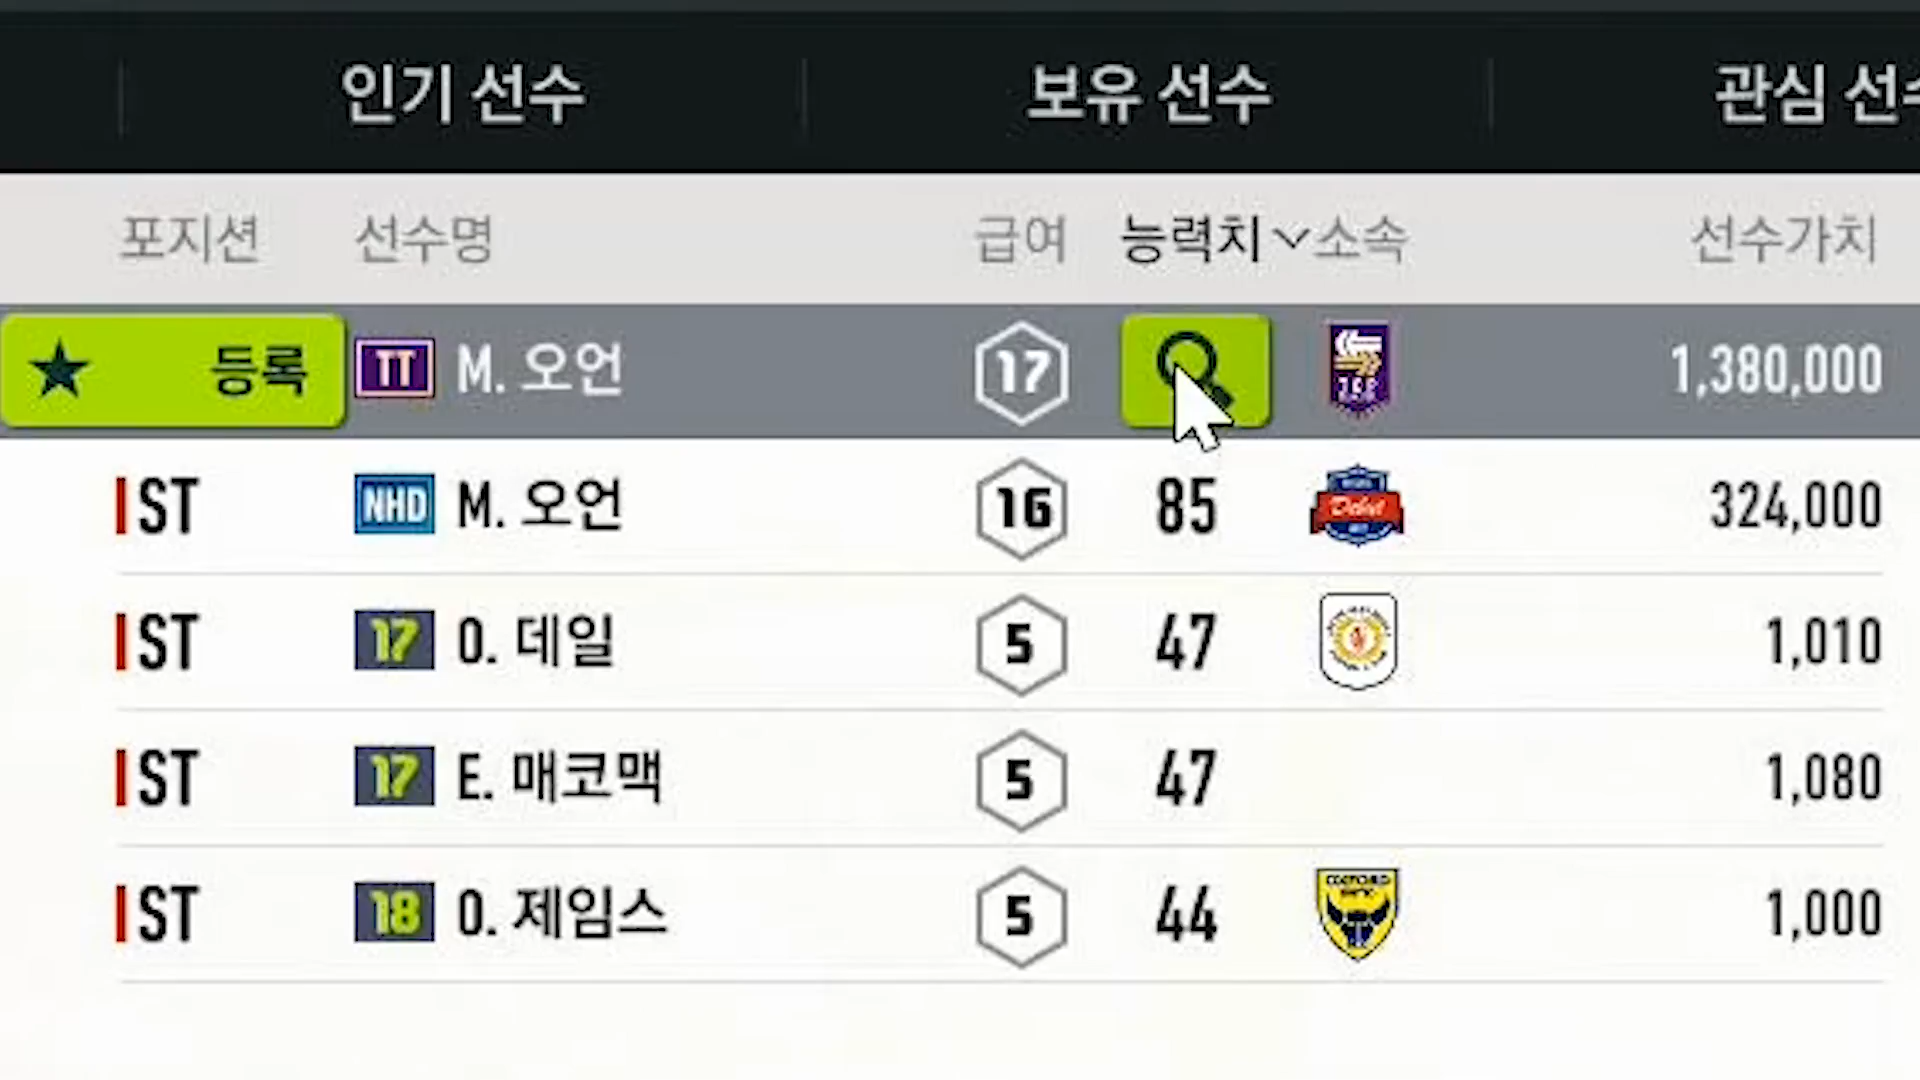 인기 선수 보유 선수 관심 선수
포지션 선수명 급여 능력치 소속 선수가치
등록 TT M. 오언 17 TOP 1,380,000
ST NHD M. 오언 16 85 Debut 324,000
ST 17 O. 데일 5 47 1,010
ST 17 E. 매코맥 5 47 1,080
ST 18 O. 제임스 5 44 1,000